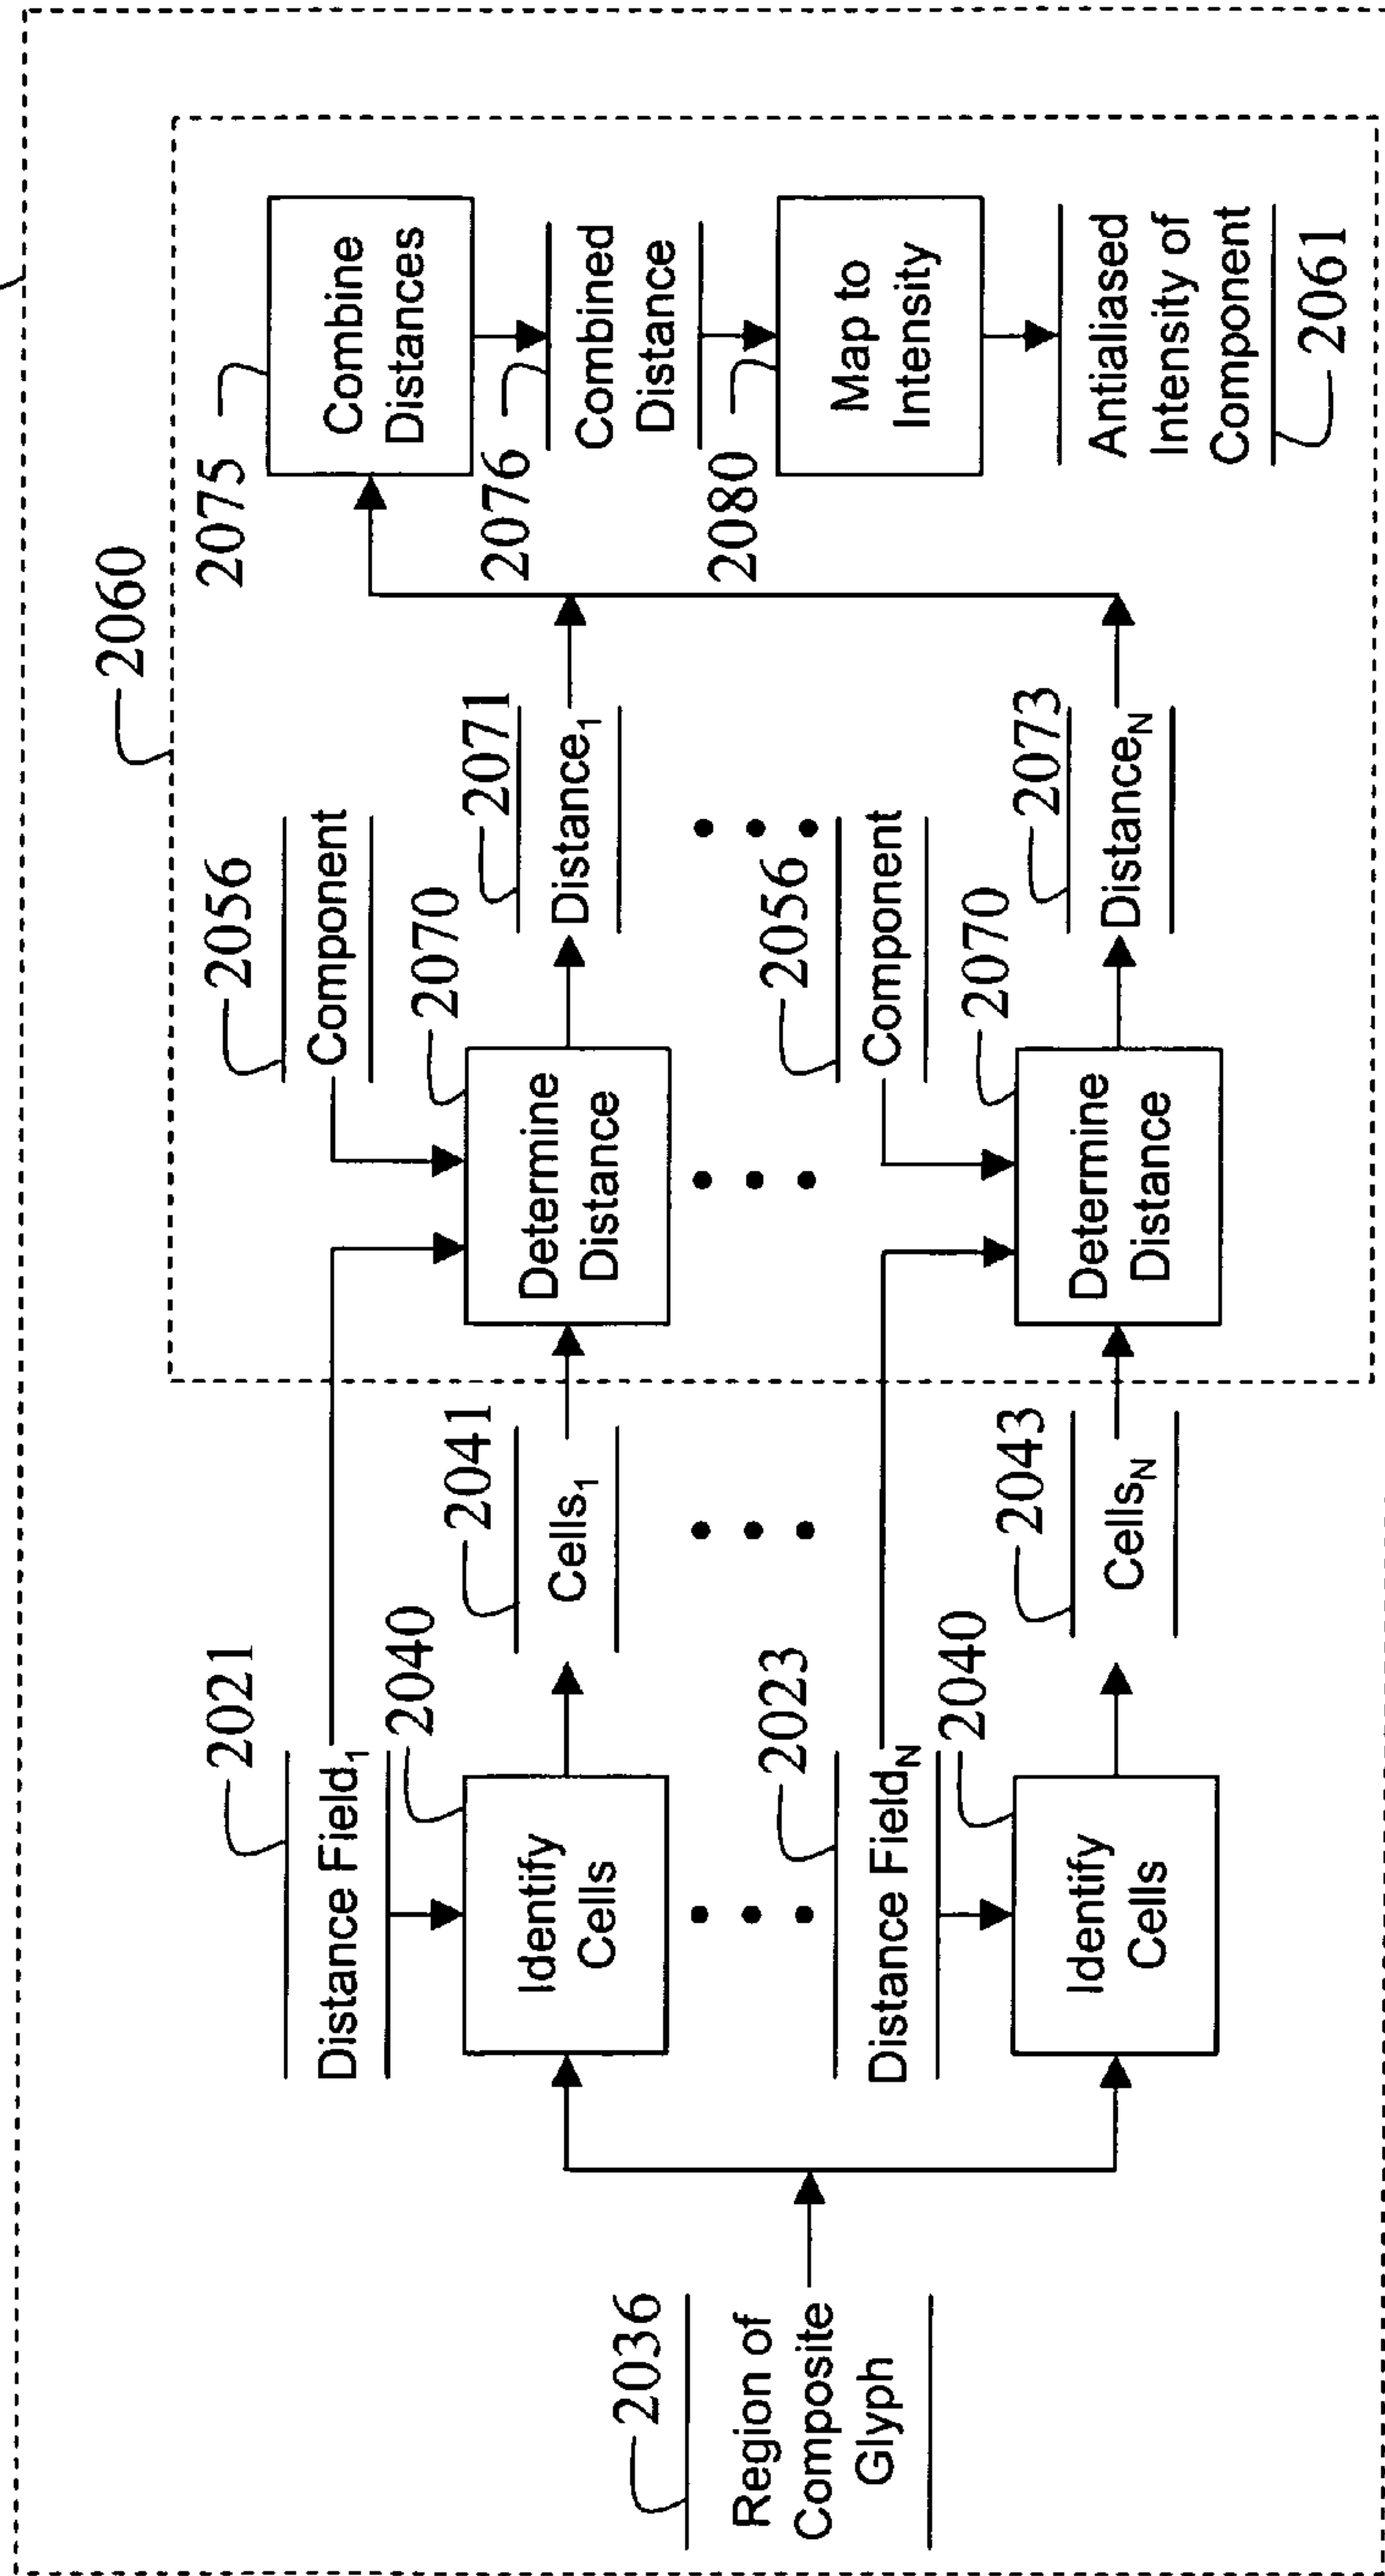 2060
2036
Region of
Composite
Glyph
2021
Distance Field₁
2040
Identify
Cells
2041
Cells₁
2056
Component
2070
Determine
Distance
2071
Distance₁
2023
Distance Fieldₙ
2040
Identify
Cells
2043
Cellsₙ
2056
Component
2070
Determine
Distance
2073
Distanceₙ
2075
Combine
Distances
2076
Combined
Distance
2080
Map to
Intensity
Antialiased
Intensity of
Component
2061